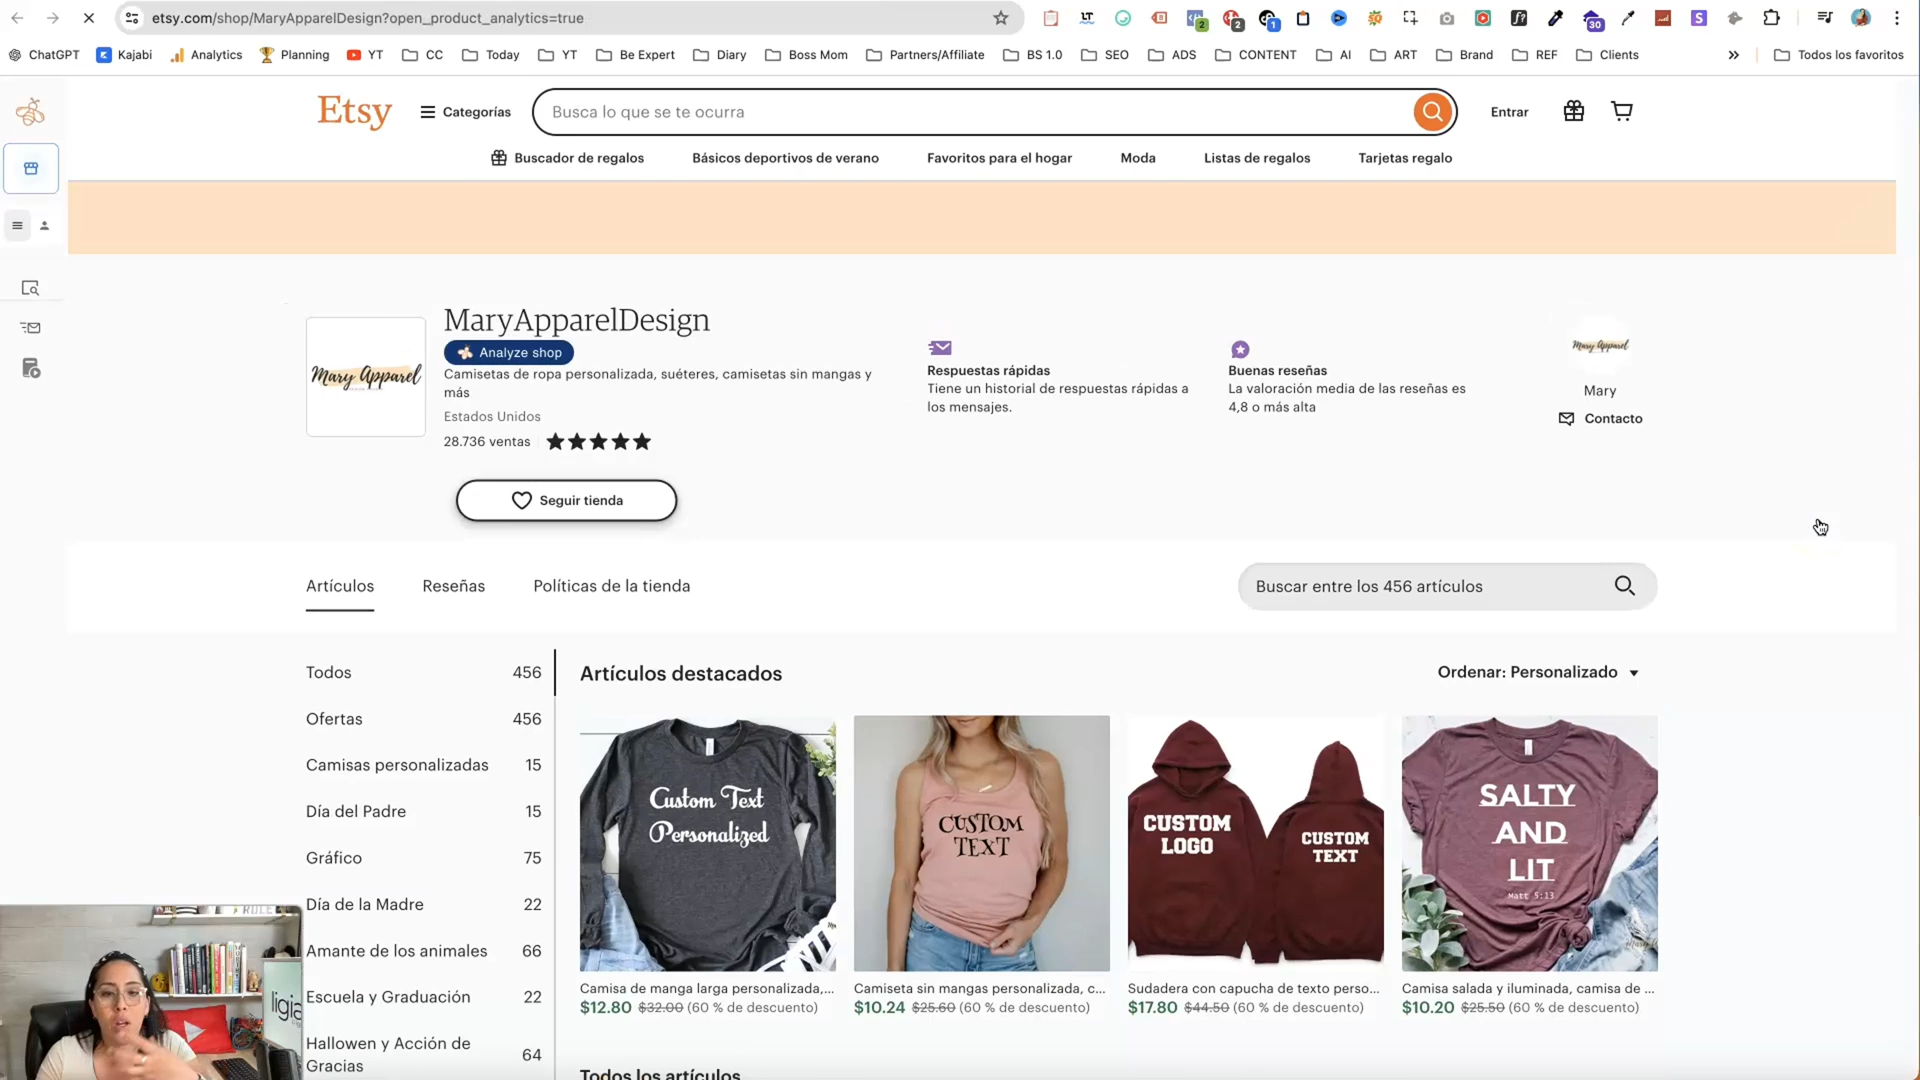 etsy.com/shop/MaryApparelDesign?open_product_analytics=true
2
2
1
30
ChatGPT
Kajabi
Analytics
Planning
YT
CC
Today
YT
Be Expert
Diary
Boss Mom
Partners/Affiliate
BS 1.0
SEO
ADS
CONTENT
AI
ART
Brand
REF
Clients
Todos los favoritos
Etsy
Categorías
Busca lo que se te ocurra
Entrar
Buscador de regalos
Básicos deportivos de verano
Favoritos para el hogar
Moda
Listas de regalos
Tarjetas regalo
Mary Apparel
MaryApparelDesign
Analyze shop
Camisetas de ropa personalizada, suéteres, camisetas sin mangas y
más
Estados Unidos
28.736 ventas
Respuestas rápidas
Tiene un historial de respuestas rápidas a
los mensajes.
Buenas reseñas
La valoración media de las reseñas es
4,8 o más alta
Mary Apparel
Mary
Contacto
Seguir tienda
Artículos
Reseñas
Políticas de la tienda
Buscar entre los 456 artículos
Todos 456
Ofertas 456
Camisas personalizadas 15
Día del Padre 15
Gráfico 75
Día de la Madre 22
Amante de los animales 66
Escuela y Graduación 22
Hallowen y Acción de
Gracias 64
Artículos destacados
Ordenar: Personalizado
Custom Text
Personalized
CUSTOM
TEXT
CUSTOM
LOGO
CUSTOM
TEXT
SALTY
AND
LIT
Matt 5:13
Camisa de manga larga personalizada,...
$12.80 $32.00 (60 % de descuento)
Camiseta sin mangas personalizada, c...
$10.24 $25.60 (60 % de descuento)
Sudadera con capucha de texto perso...
$17.80 $44.50 (60 % de descuento)
Camisa salada y iluminada, camisa de ...
$10.20 $25.50 (60 % de descuento)
Todos los artículos
ligia